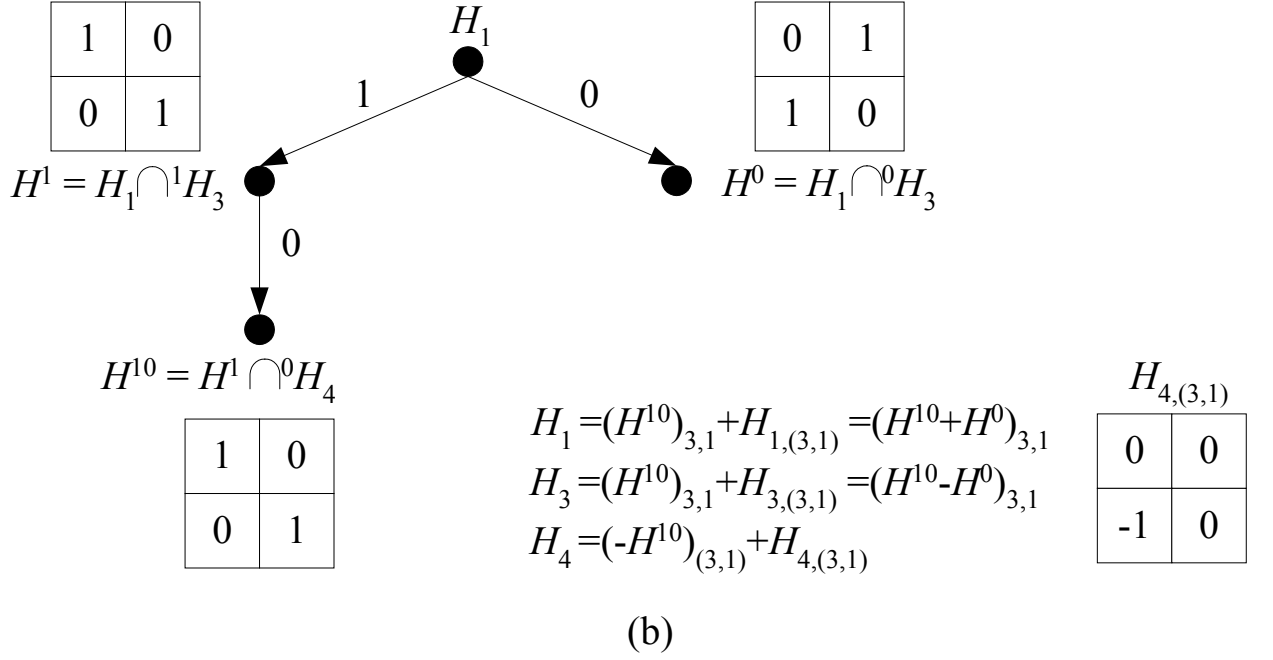 H₁
1 0
0 1
0 1
1 0
1
0
H¹ = H₁⋂¹H₃
H⁰ = H₁⋂⁰H₃
0
H¹⁰ = H¹⋂⁰H₄
1 0
0 1
H₁=(H¹⁰)₃,₁+H₁,₍₃,₁₎=(H¹⁰+H⁰)₃,₁
H₃=(H¹⁰)₃,₁+H₃,₍₃,₁₎=(H¹⁰-H⁰)₃,₁
H₄=(-H¹⁰)₍₃,₁₎+H₄,₍₃,₁₎
H₄,₍₃,₁₎
0 0
-1 0
(b)